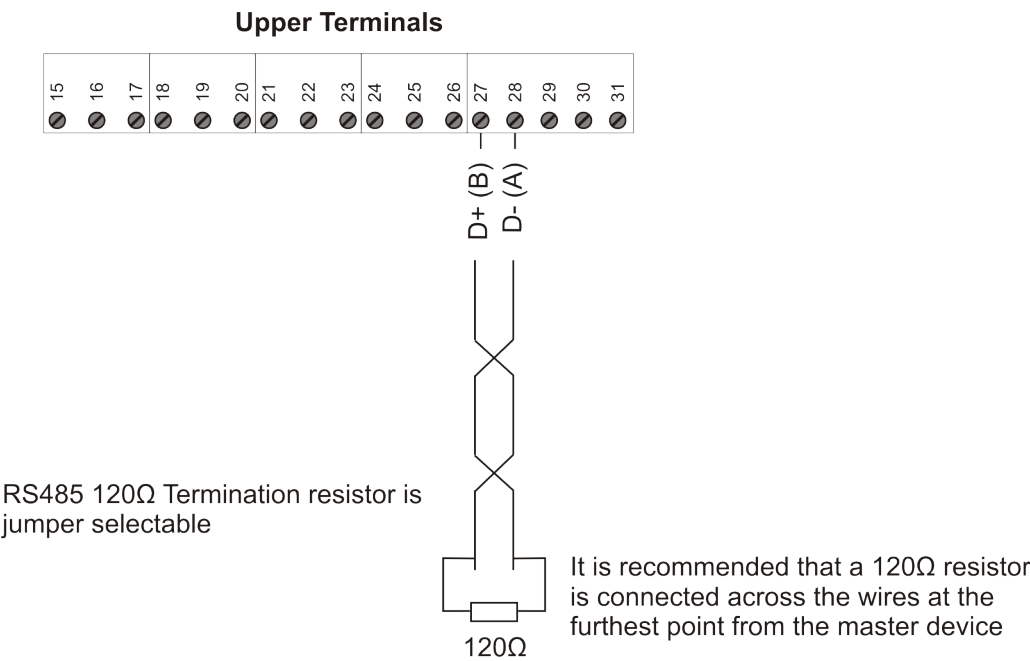 Upper Terminals
15 16 17 18 19 20 21 22 23 24 25 26 27 28 29 30 31
D+ (B)
D- (A)
RS485 120Ω Termination resistor is
jumper selectable
It is recommended that a 120Ω resistor
is connected across the wires at the
furthest point from the master device
120Ω